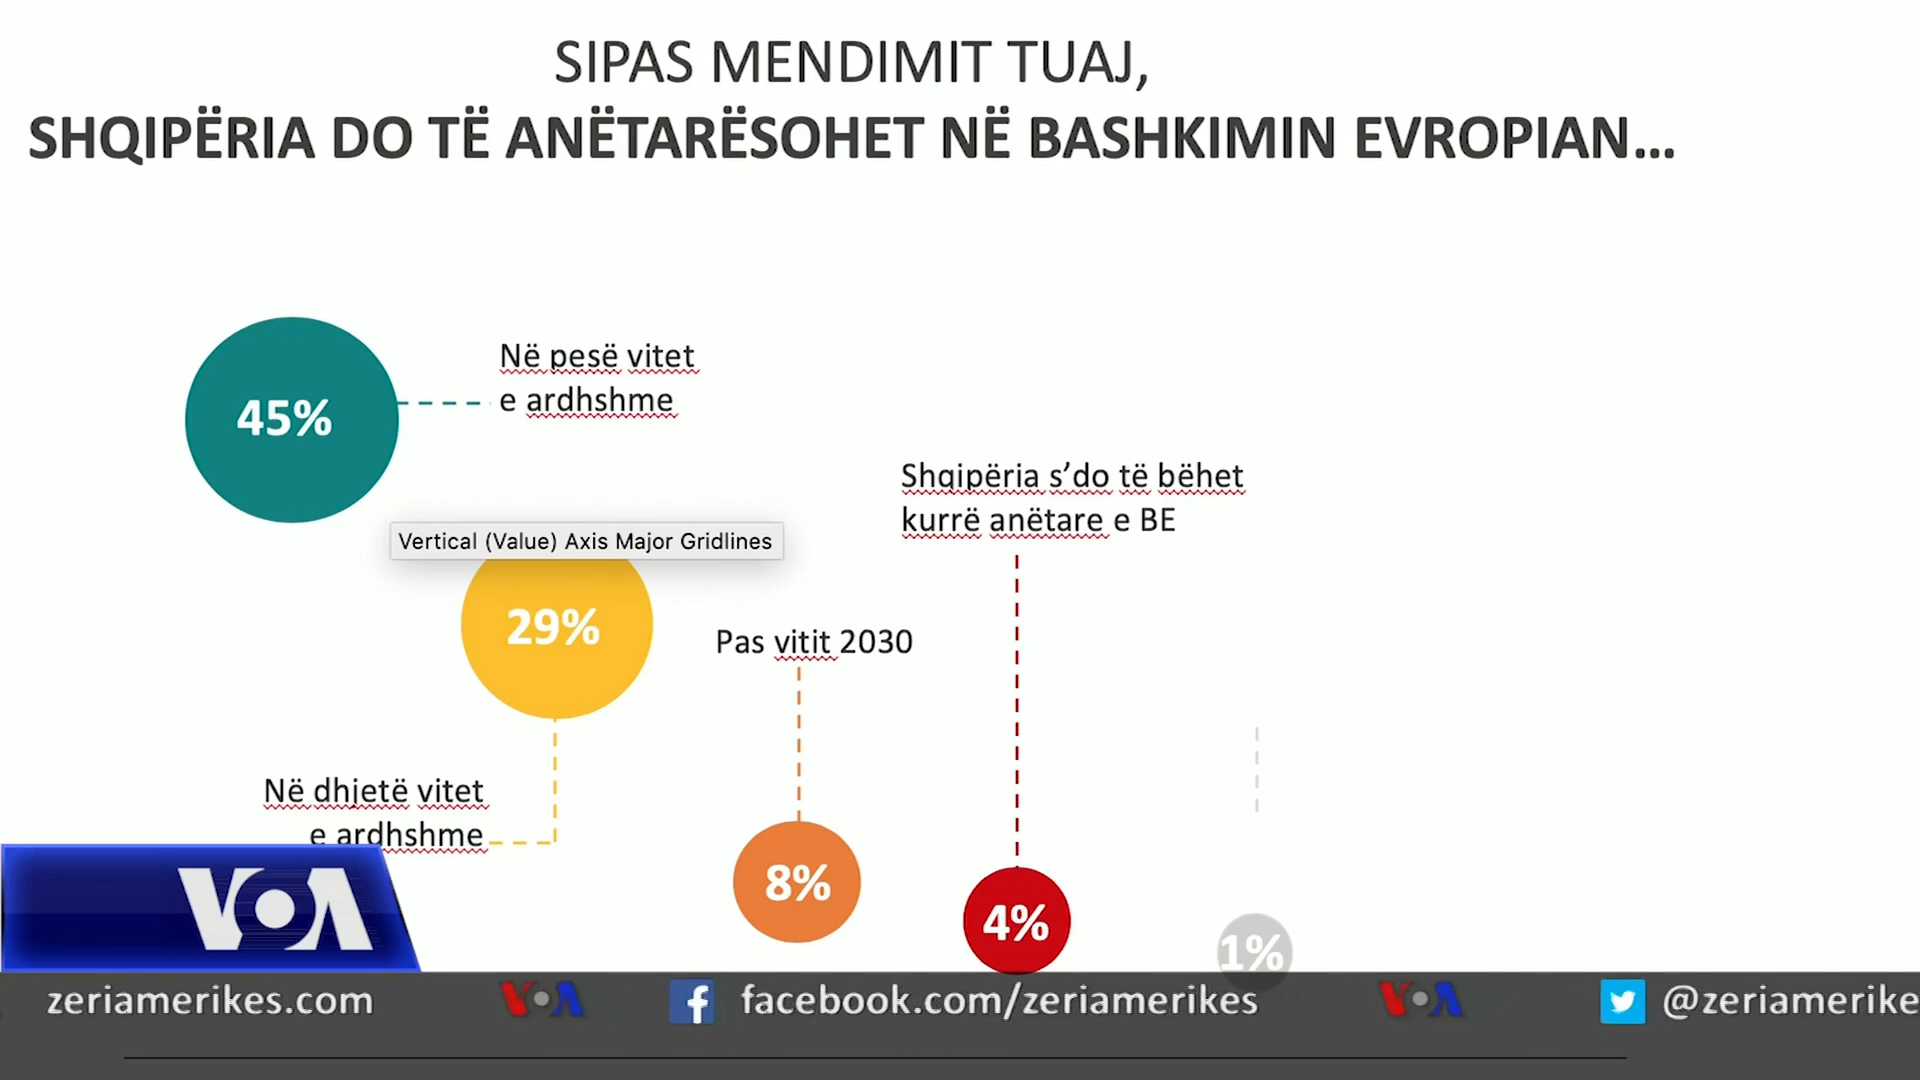 SIPAS MENDIMIT TUAJ,
SHQIPËRIA DO TË ANËTARËSOHET NË BASHKIMIN EVROPIAN...
45%
Në pesë vitet
e ardhshme
Shqipëria s’do të bëhet
kurrë anëtare e BE
Vertical (Value) Axis Major Gridlines
29%
Pas vitit 2030
Në dhjetë vitet
e ardhshme
8%
4%
1%
VOA
zeriamerikes.com VOA facebook.com/zeriamerikes VOA @zeriamerike